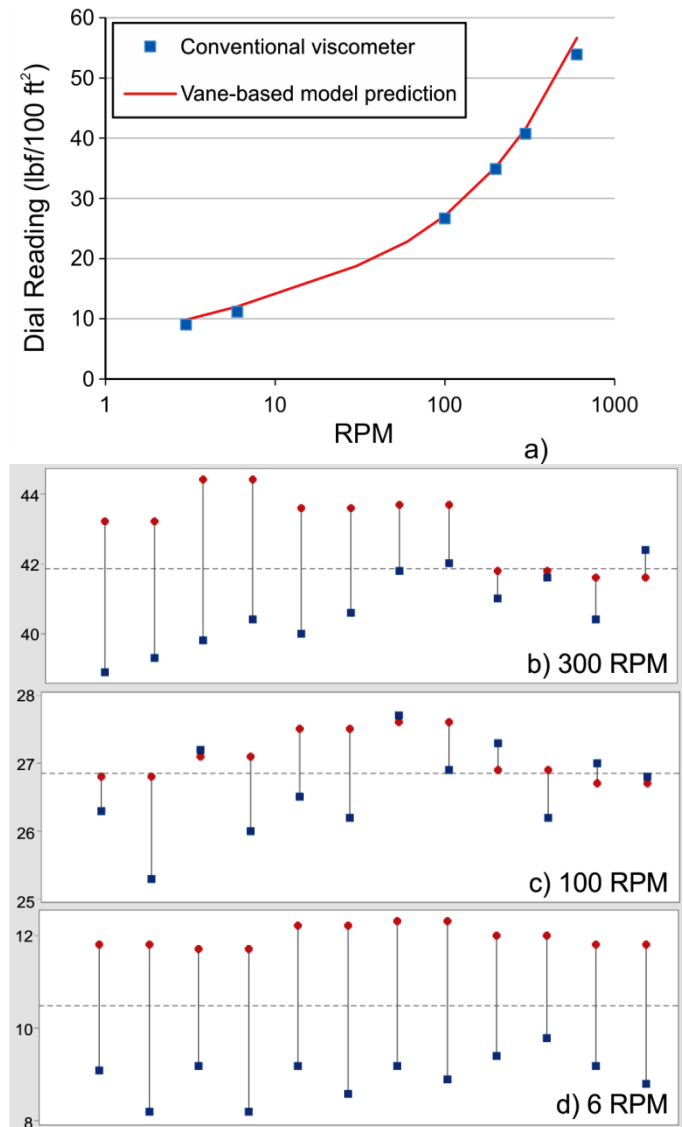 60
50
40
30
20
10
0
Dial Reading (lbf/100 ft²)
Conventional viscometer
Vane-based model prediction
1
10
100
1000
RPM
a)
44
42
40
b) 300 RPM
28
27
26
25
c) 100 RPM
12
10
8
d) 6 RPM